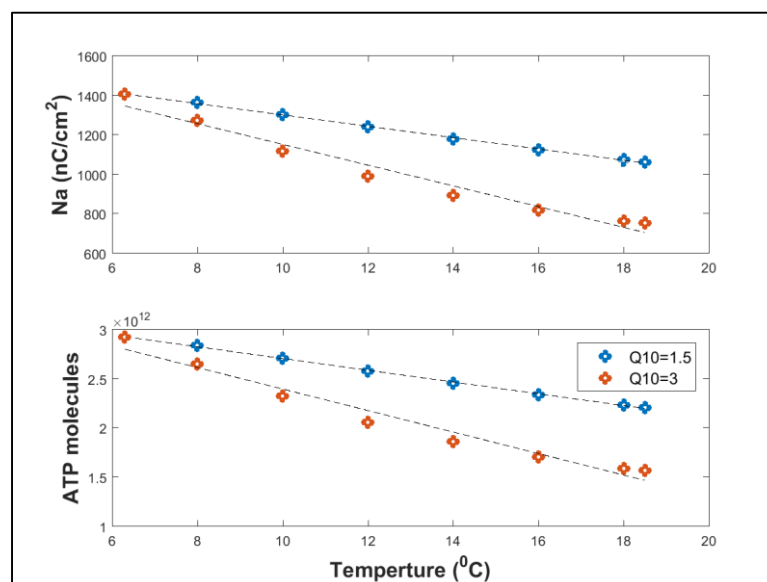 1600
1400
1200
1000
800
600
Na (nC/cm²)
6 8 10 12 14 16 18 20
×10¹²
3
2.5
2
1.5
1
ATP molecules
Q10=1.5
Q10=3
6 8 10 12 14 16 18 20
Temperture (⁰C)